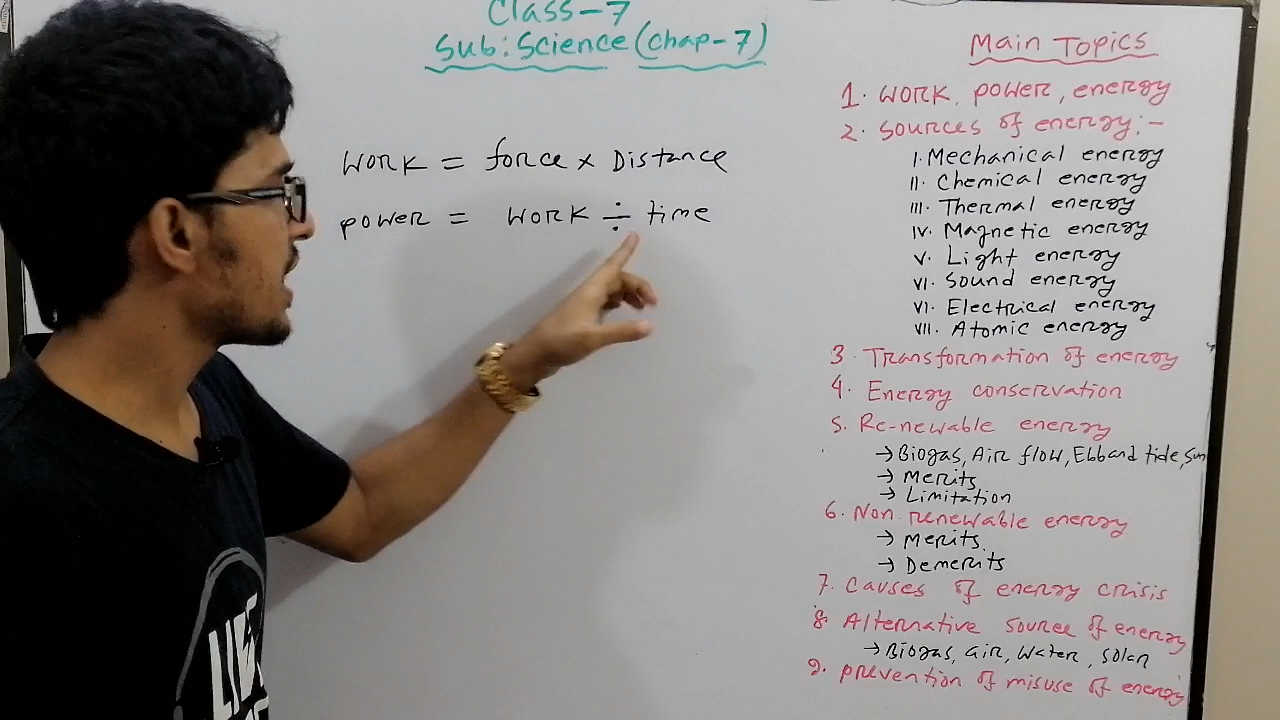 Class-7
Sub: Science (chap-7)
Work = force × Distance
power = work ÷ time
Main Topics
1. Work, power, energy
2. Sources of energy:-
I. Mechanical energy
II. Chemical energy
III. Thermal energy
IV. Magnetic energy
V. Light energy
VI. Sound energy
VI. Electrical energy
VII. Atomic energy
3. Transformation of energy
4. Energy conservation
5. Re-newable energy
→ Biogas, Air flow, Ebb and tide, sun
→ Merits
→ Limitation
6. Non-renewable energy
→ Merits
→ Demerits
7. Causes of energy crisis
8. Alternative source of energy
→ Biogas, air, water, solar
9. prevention of misuse of energy